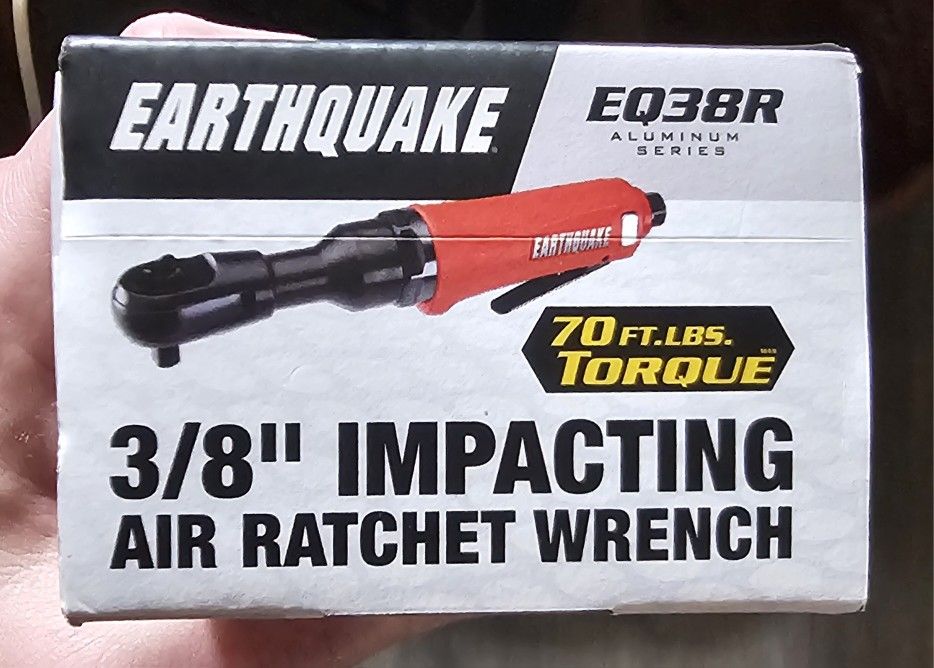 EARTHQUAKE
EQ38R
ALUMINUM
SERIES
EARTHQUAKE
70 FT.LBS.
TORQUE
3/8" IMPACTING
AIR RATCHET WRENCH